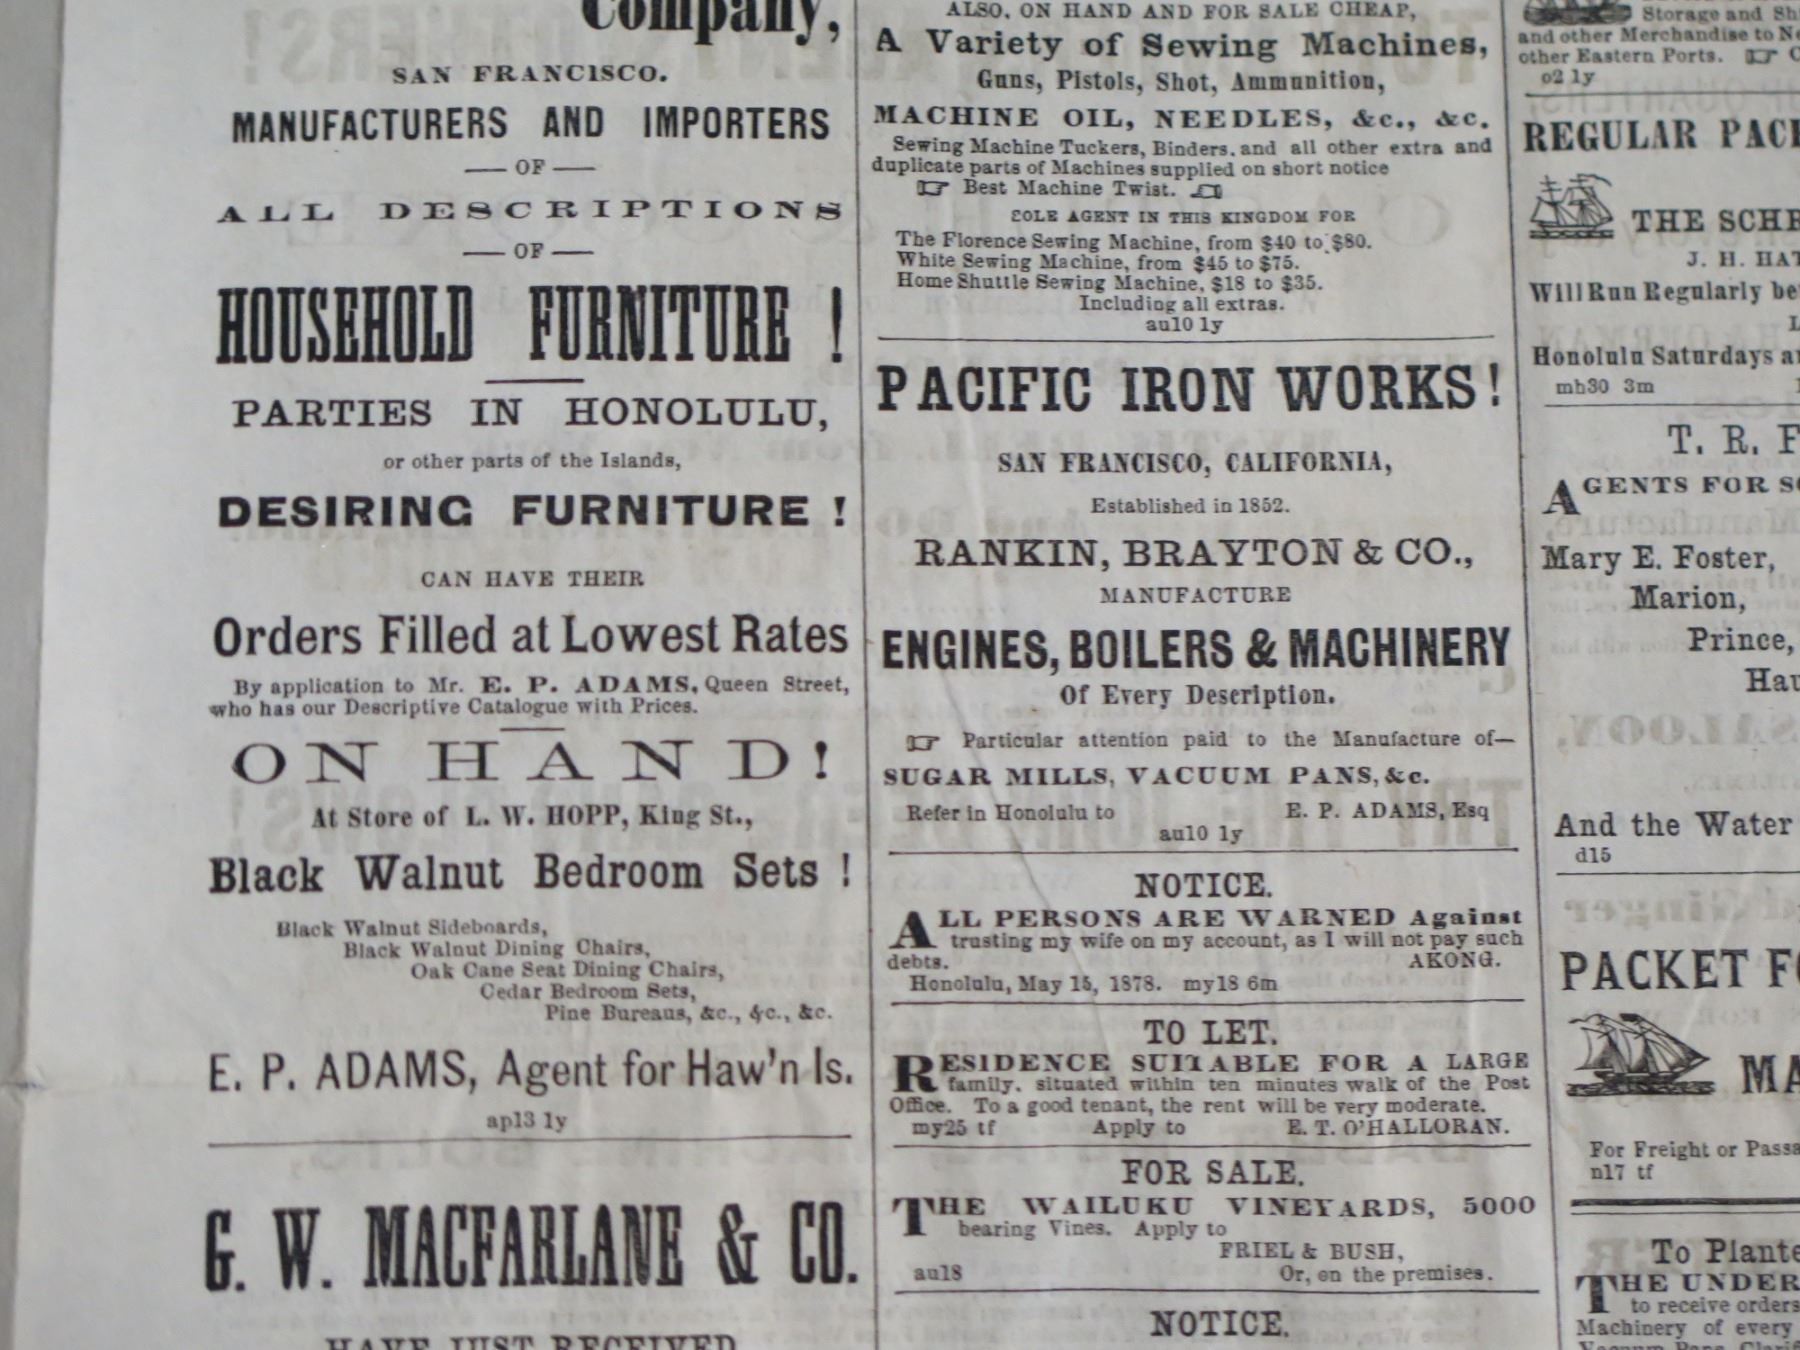 Company,
SAN FRANCISCO.
MANUFACTURERS AND IMPORTERS
— OF —
ALL DESCRIPTIONS
— OF —
HOUSEHOLD FURNITURE !
PARTIES IN HONOLULU,
or other parts of the Islands,
DESIRING FURNITURE !
CAN HAVE THEIR
Orders Filled at Lowest Rates
By application to Mr. E. P. ADAMS, Queen Street,
who has our Descriptive Catalogue with Prices.
ON HAND!
At Store of L. W. HOPP, King St.,
Black Walnut Bedroom Sets !
Black Walnut Sideboards,
Black Walnut Dining Chairs,
Oak Cane Seat Dining Chairs,
Cedar Bedroom Sets,
Pine Bureaus, &c., &c., &c.
E. P. ADAMS, Agent for Haw'n Is.
ap13 1y
G. W. MACFARLANE & CO.
HAVE JUST RECEIVED
ALSO, ON HAND AND FOR SALE CHEAP,
A Variety of Sewing Machines,
Guns, Pistols, Shot, Ammunition,
MACHINE OIL, NEEDLES, &c., &c.
Sewing Machine Tuckers, Binders, and all other extra and
duplicate parts of Machines supplied on short notice
☞ Best Machine Twist. ☜
SOLE AGENT IN THIS KINGDOM FOR
The Florence Sewing Machine, from $40 to $80.
White Sewing Machine, from $45 to $75.
Home Shuttle Sewing Machine, $18 to $35.
Including all extras.
au10 1y
PACIFIC IRON WORKS!
SAN FRANCISCO, CALIFORNIA,
Established in 1852.
RANKIN, BRAYTON & CO.,
MANUFACTURE
ENGINES, BOILERS & MACHINERY
Of Every Description.
☞ Particular attention paid to the Manufacture of—
SUGAR MILLS, VACUUM PANS, &c.
Refer in Honolulu to E. P. ADAMS, Esq
au10 1y
NOTICE.
ALL PERSONS ARE WARNED Against
trusting my wife on my account, as I will not pay such
debts. AKONG.
Honolulu, May 15, 1878. my18 6m
TO LET.
RESIDENCE SUITABLE FOR A LARGE
family, situated within ten minutes walk of the Post
Office. To a good tenant, the rent will be very moderate.
my25 tf Apply to E. T. O'HALLORAN.
FOR SALE.
THE WAILUKU VINEYARDS, 5000
bearing Vines. Apply to
FRIEL & BUSH,
au18 Or, on the premises.
NOTICE.
Storage and Sh
and other Merchandise to Ne
other Eastern Ports. ☞ C
o2 1y
REGULAR PACK
THE SCHR
J. H. HAT
Will Run Regularly be
Honolulu Saturdays a
mh30 3m
T. R. F
AGENTS FOR SC
Mary E. Foster,
Marion,
Prince,
Hau
And the Water
d15
PACKET FO
MA
For Freight or Passa
n17 tf
To Plante
THE UNDER
to receive orders
Machinery of every